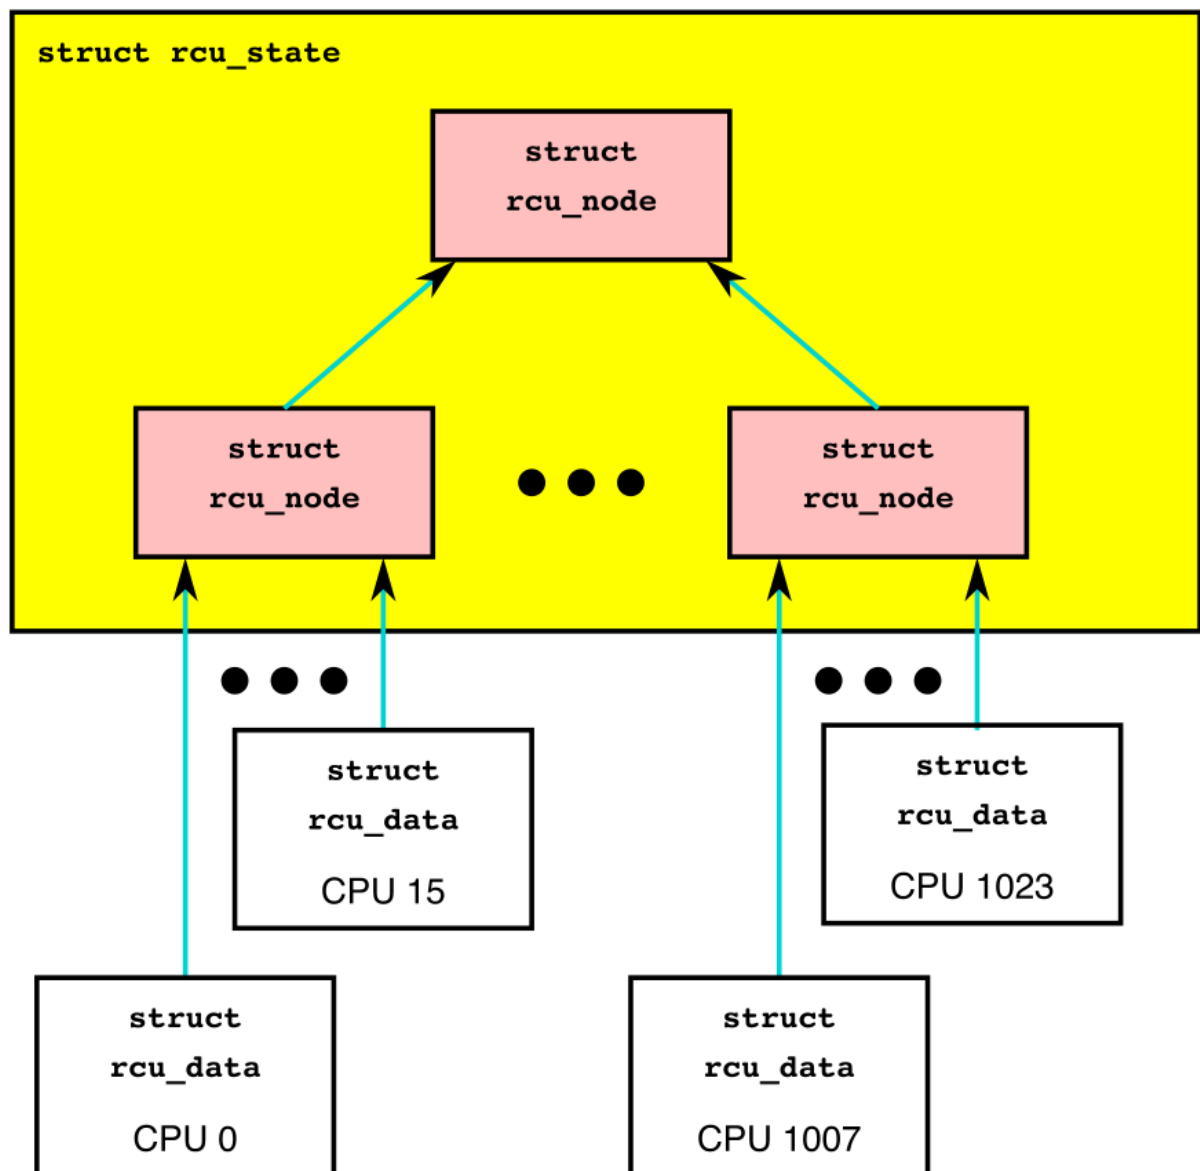 struct rcu_state
struct
rcu_node
struct
rcu_node
struct
rcu_node
struct
rcu_data
CPU 15
struct
rcu_data
CPU 1023
struct
rcu_data
CPU 0
struct
rcu_data
CPU 1007